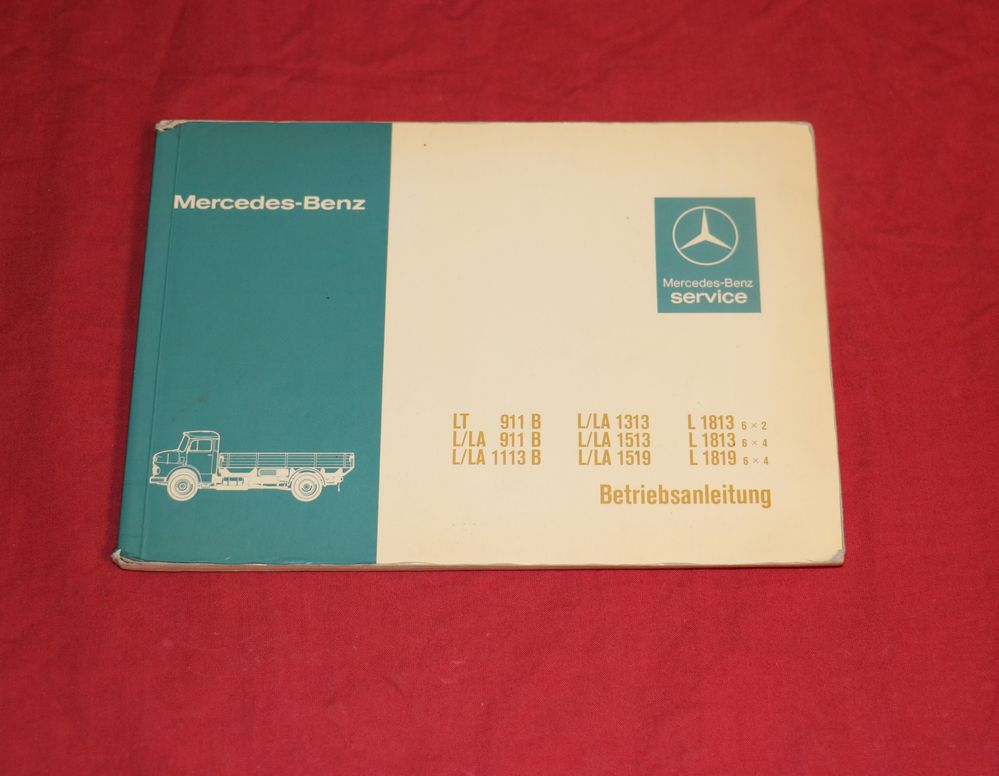 Mercedes-Benz
Mercedes-Benz
service
LT 911 B L/LA 1313 L 1813 6 × 2
L/LA 911 B L/LA 1513 L 1813 6 × 4
L/LA 1113 B L/LA 1519 L 1819 6 × 4
Betriebsanleitung